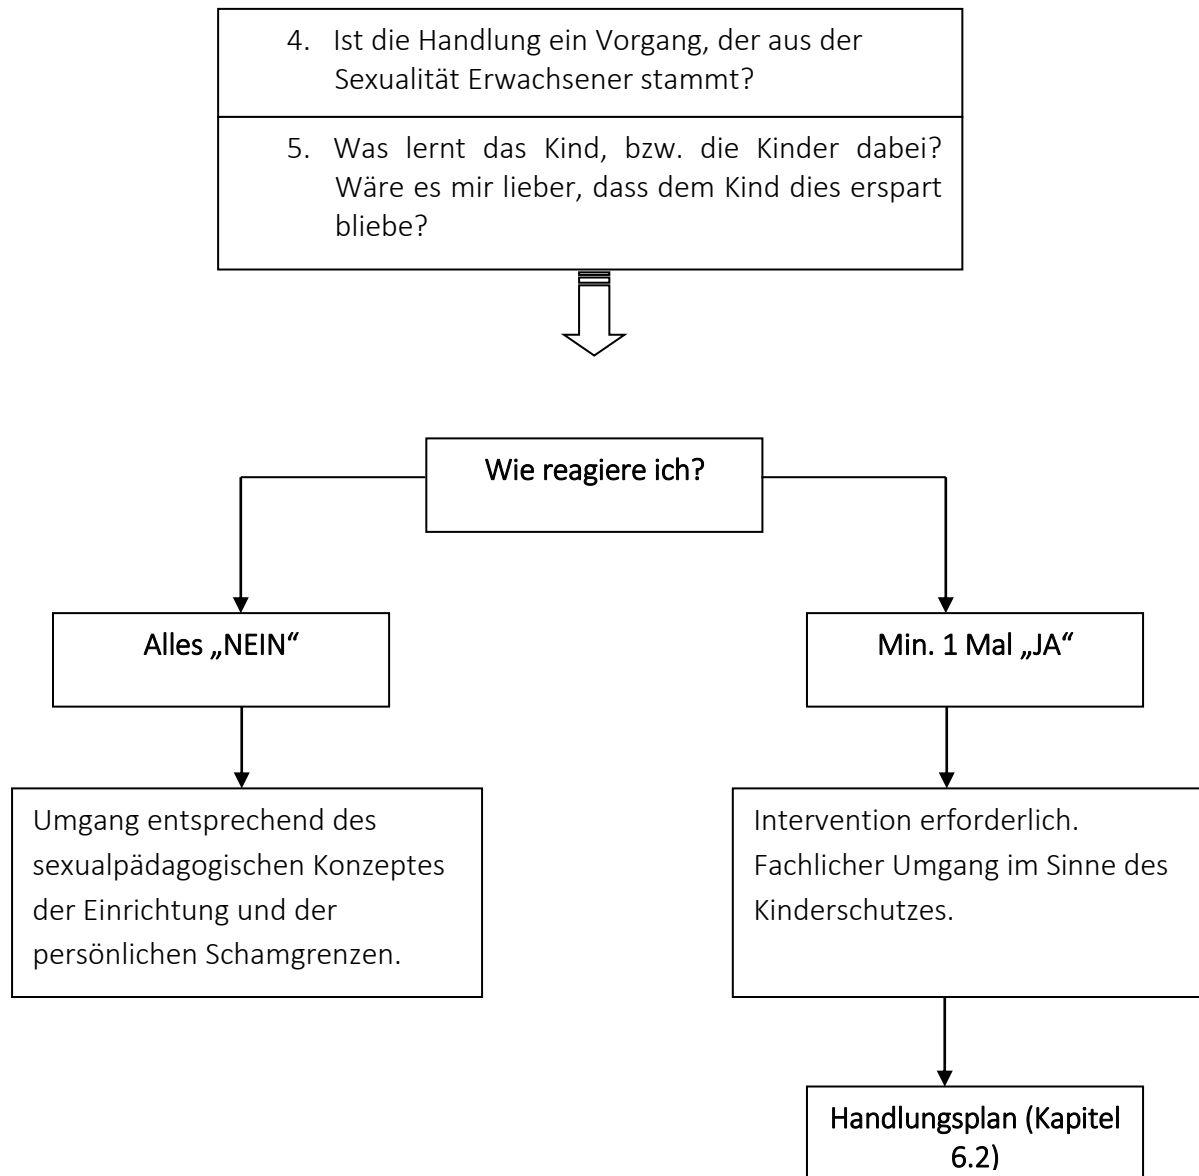 4. Ist die Handlung ein Vorgang, der aus der
Sexualität Erwachsener stammt?
5. Was lernt das Kind, bzw. die Kinder dabei?
Wäre es mir lieber, dass dem Kind dies erspart
bliebe?
Wie reagiere ich?
Alles „NEIN“
Min. 1 Mal „JA“
Umgang entsprechend des
sexualpädagogischen Konzeptes
der Einrichtung und der
persönlichen Schamgrenzen.
Intervention erforderlich.
Fachlicher Umgang im Sinne des
Kinderschutzes.
Handlungsplan (Kapitel
6.2)